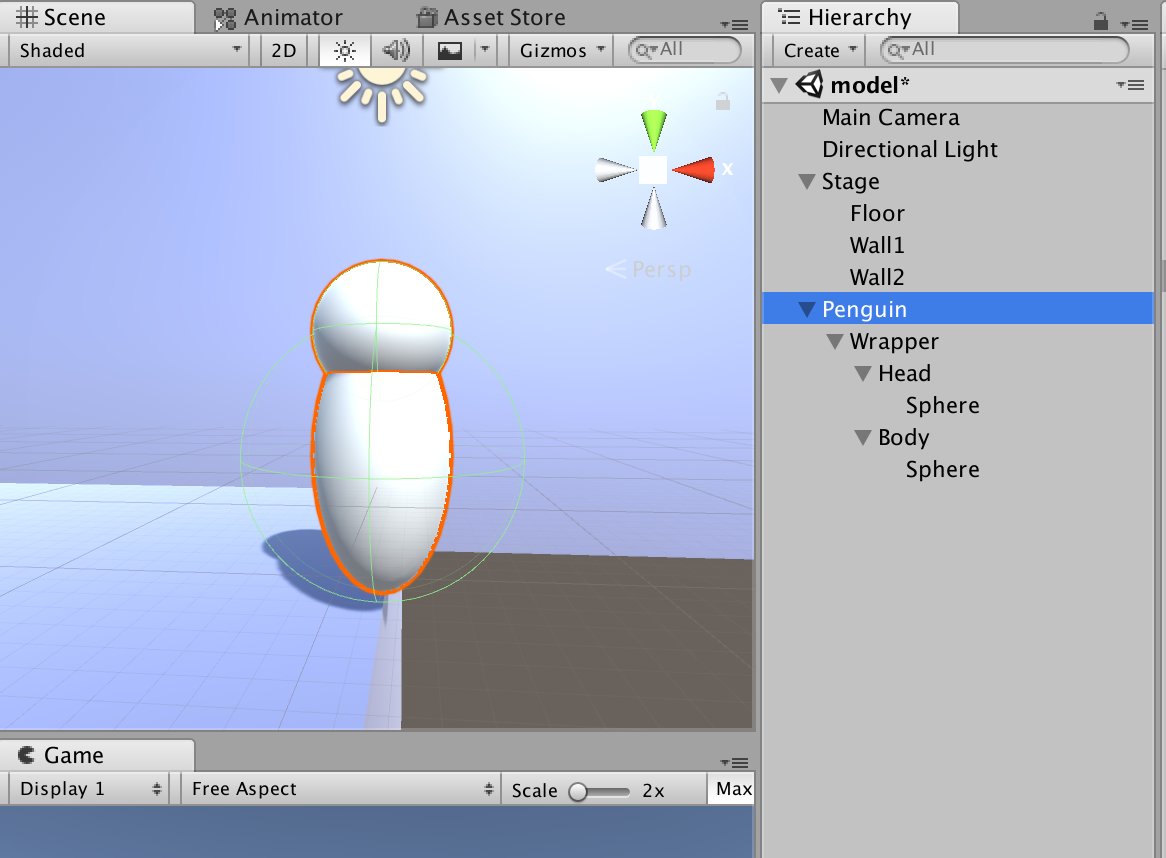 Scene Animator Asset Store
Shaded 2D Gizmos All
x
Persp
Game
Display 1 Free Aspect Scale 2x Max
Hierarchy
Create All
model*
Main Camera
Directional Light
Stage
Floor
Wall1
Wall2
Penguin
Wrapper
Head
Sphere
Body
Sphere